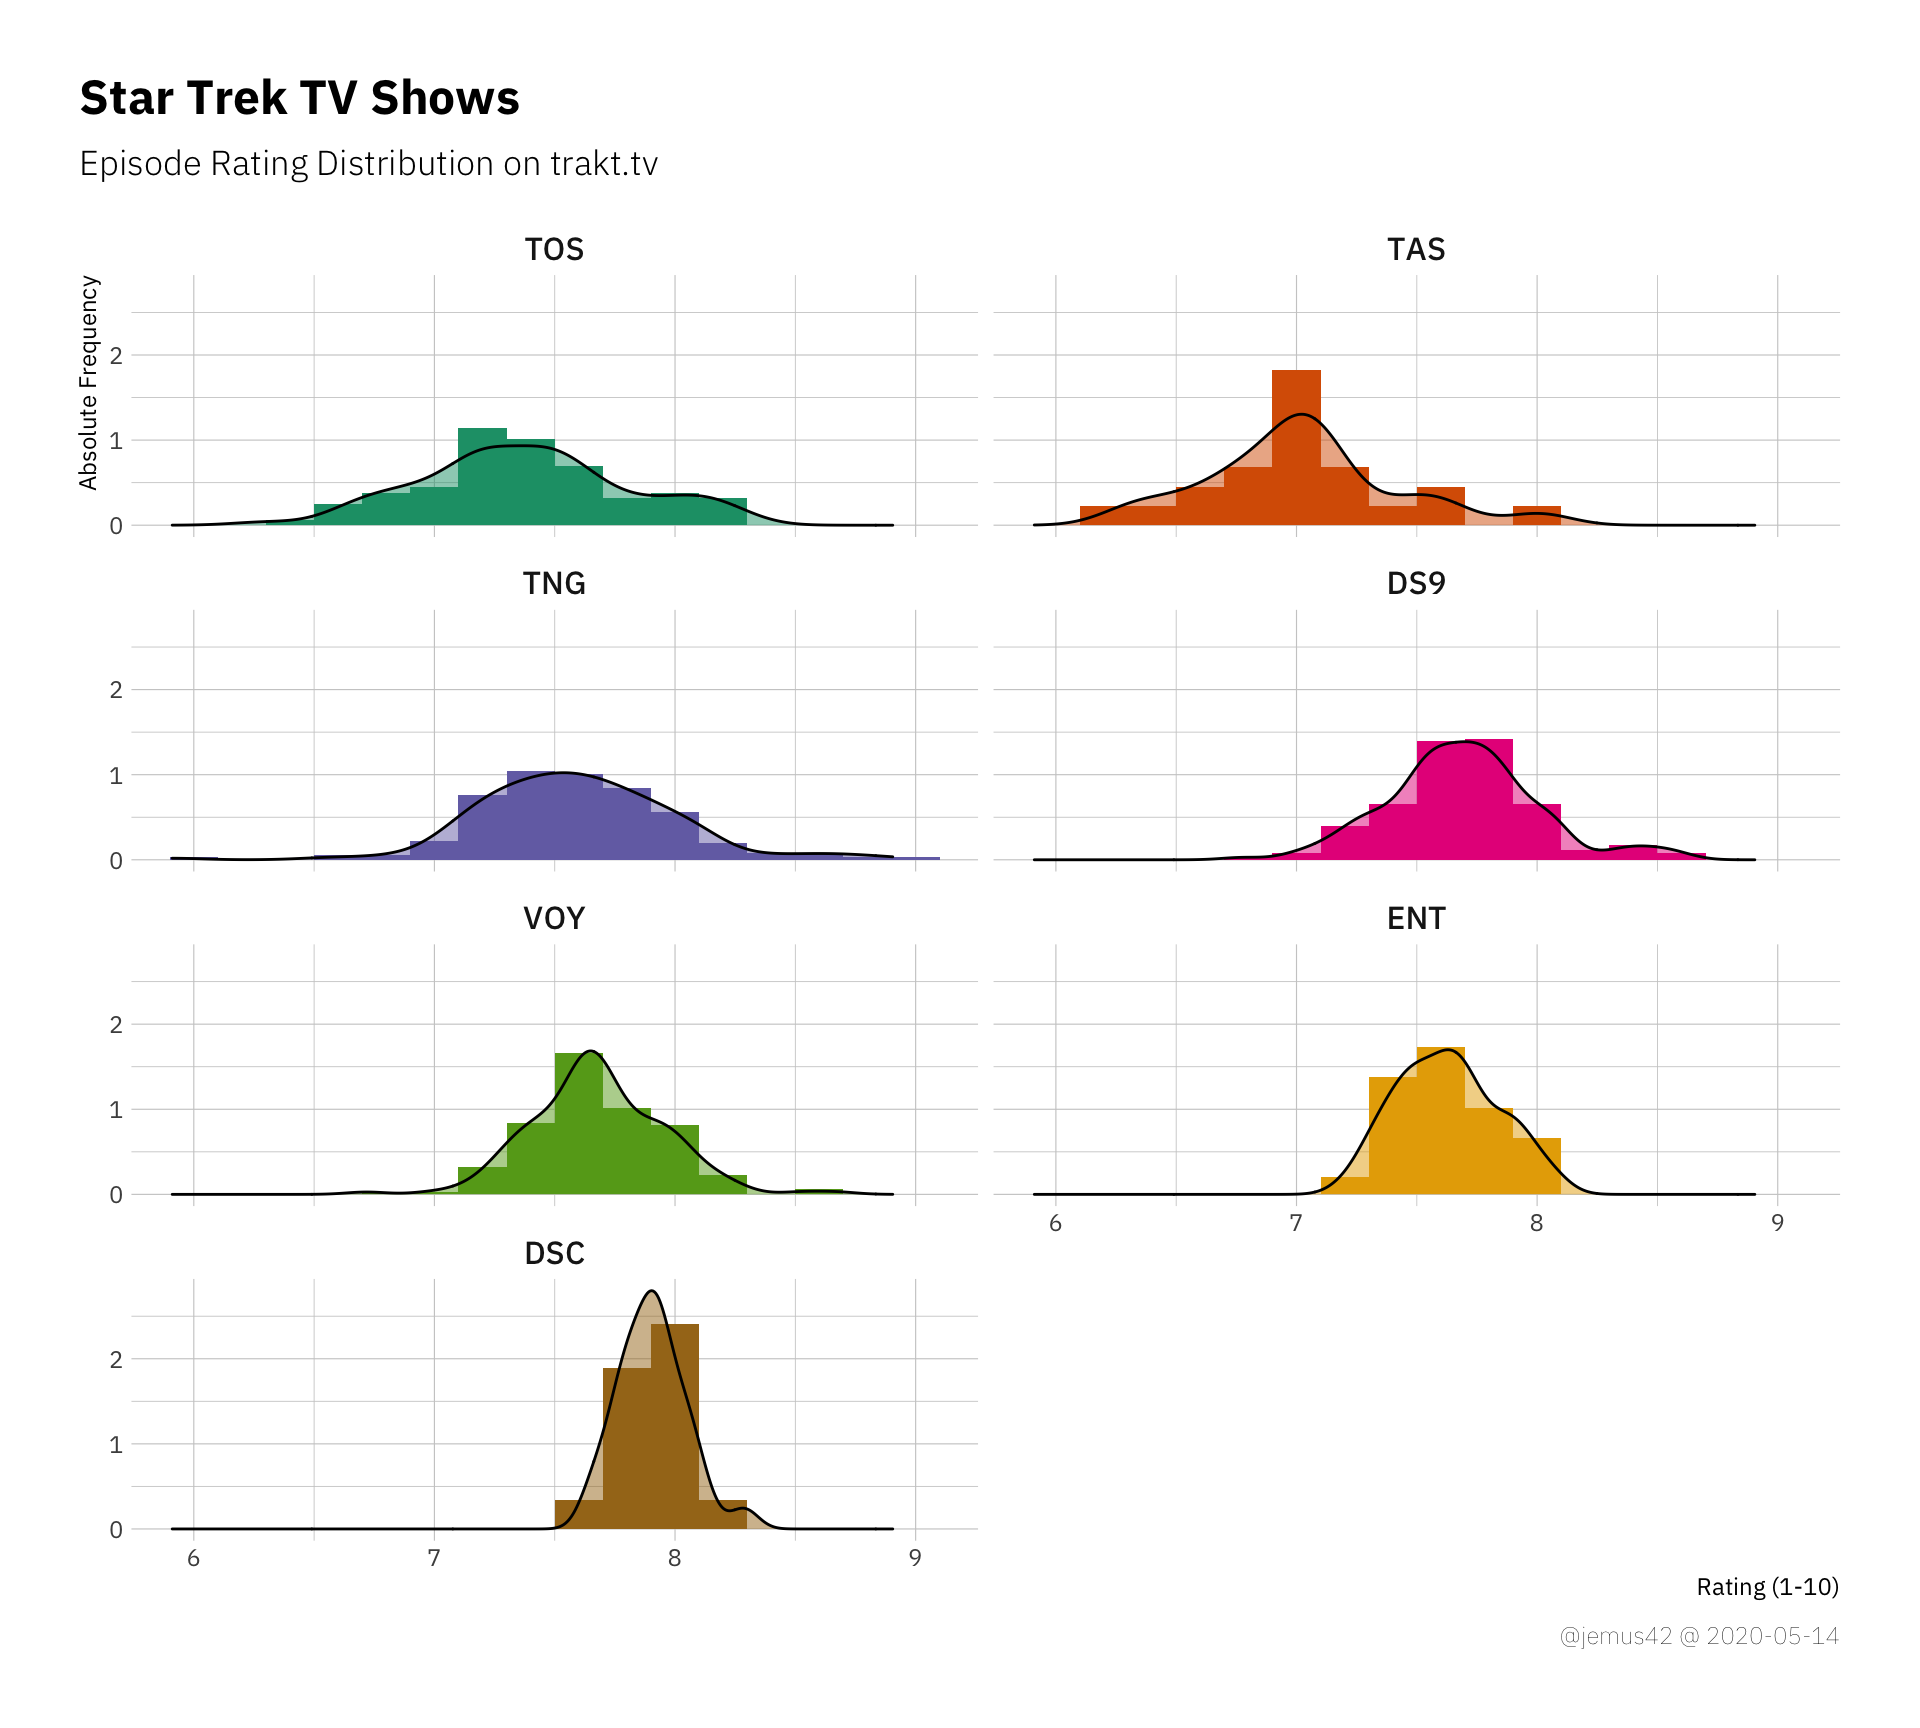 Star Trek TV Shows
Episode Rating Distribution on trakt.tv
TOS
TAS
Absolute Frequency
2
1
0
TNG
DS9
2
1
0
VOY
ENT
2
1
0
6 7 8 9
DSC
2
1
0
6 7 8 9
Rating (1-10)
@jemus42 @ 2020-05-14